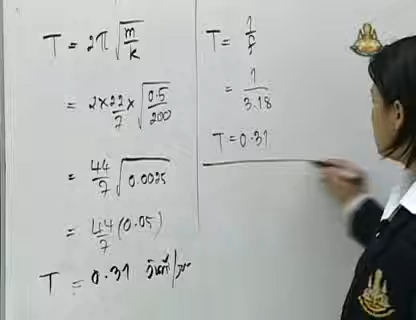 T = 2π√(m/k)
= 2×22/7×√(0.5/200)
= 44/7 √0.0025
= 44/7 (0.05)
T = 0.31 วินาที/รอบ
T = 1/f
= 1/3.18
T = 0.31